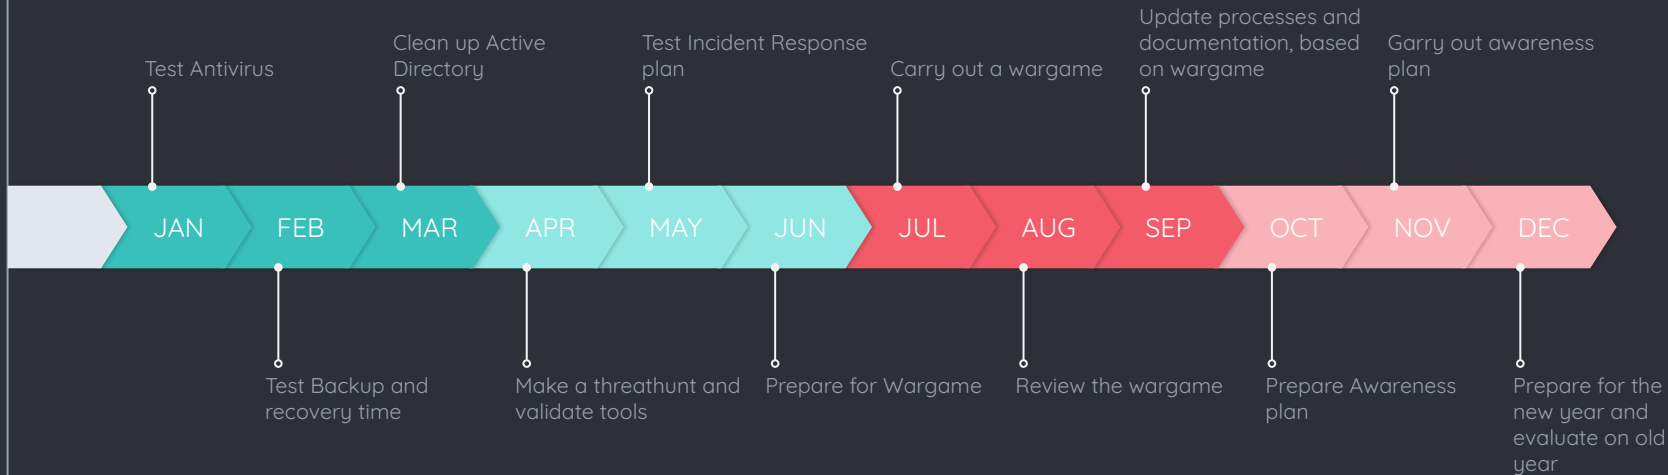 Test Antivirus
Clean up Active
Directory
Test Incident Response
plan
Carry out a wargame
Update processes and
documentation, based
on wargame
Garry out awareness
plan
JAN
FEB
MAR
APR
MAY
JUN
JUL
AUG
SEP
OCT
NOV
DEC
Test Backup and
recovery time
Make a threathunt and
validate tools
Prepare for Wargame
Review the wargame
Prepare Awareness
plan
Prepare for the
new year and
evaluate on old
year